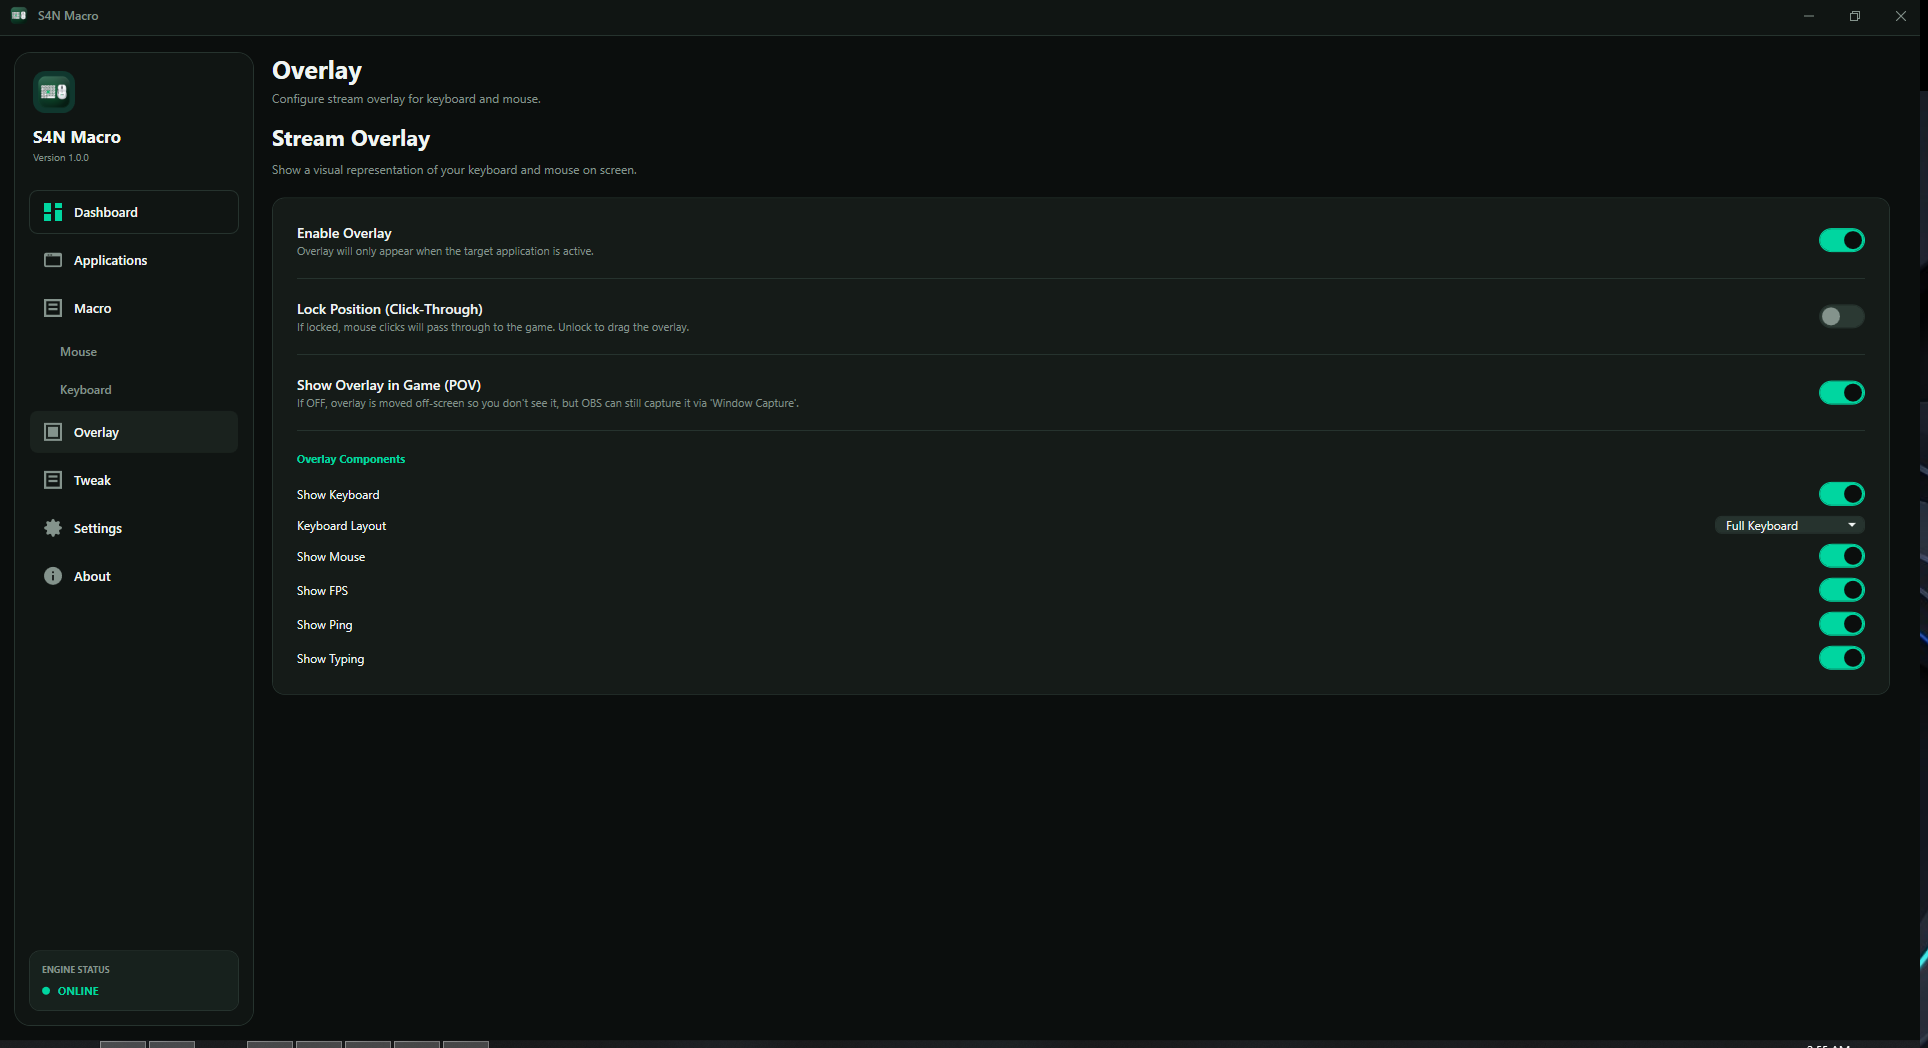 S4N Macro
S4N Macro
Version 1.0.0
Dashboard
Applications
Macro
Mouse
Keyboard
Overlay
Tweak
Settings
About
ENGINE STATUS
ONLINE
Overlay
Configure stream overlay for keyboard and mouse.
Stream Overlay
Show a visual representation of your keyboard and mouse on screen.
Enable Overlay
Overlay will only appear when the target application is active.
Lock Position (Click-Through)
If locked, mouse clicks will pass through to the game. Unlock to drag the overlay.
Show Overlay in Game (POV)
If OFF, overlay is moved off-screen so you don't see it, but OBS can still capture it via 'Window Capture'.
Overlay Components
Show Keyboard
Keyboard Layout
Full Keyboard
Show Mouse
Show FPS
Show Ping
Show Typing